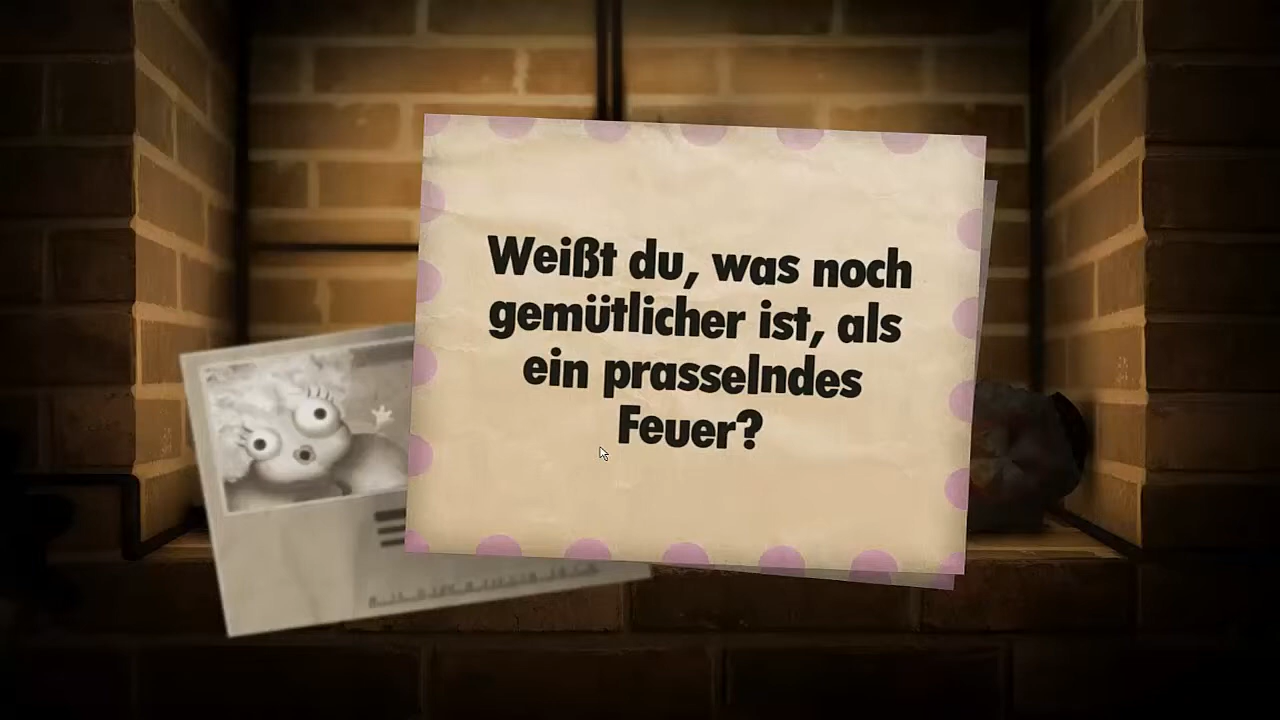 Weißt du, was noch
gemütlicher ist, als
ein prasselndes
Feuer?